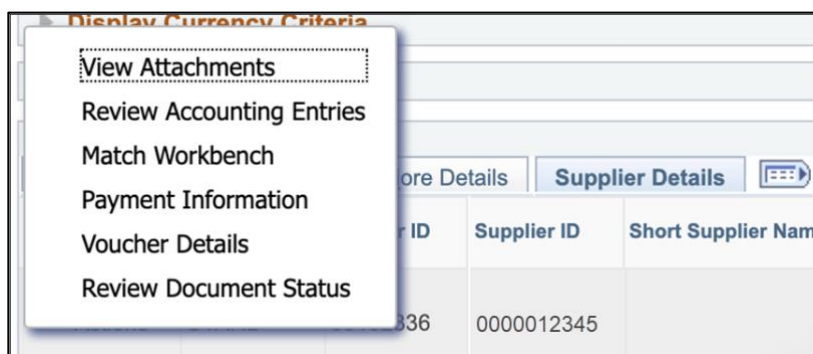 Display Currency Criteria
View Attachments
Review Accounting Entries
Match Workbench
Payment Information
Voucher Details
Review Document Status
ore Details
Supplier Details
r ID
Supplier ID
Short Supplier Nam
336
0000012345